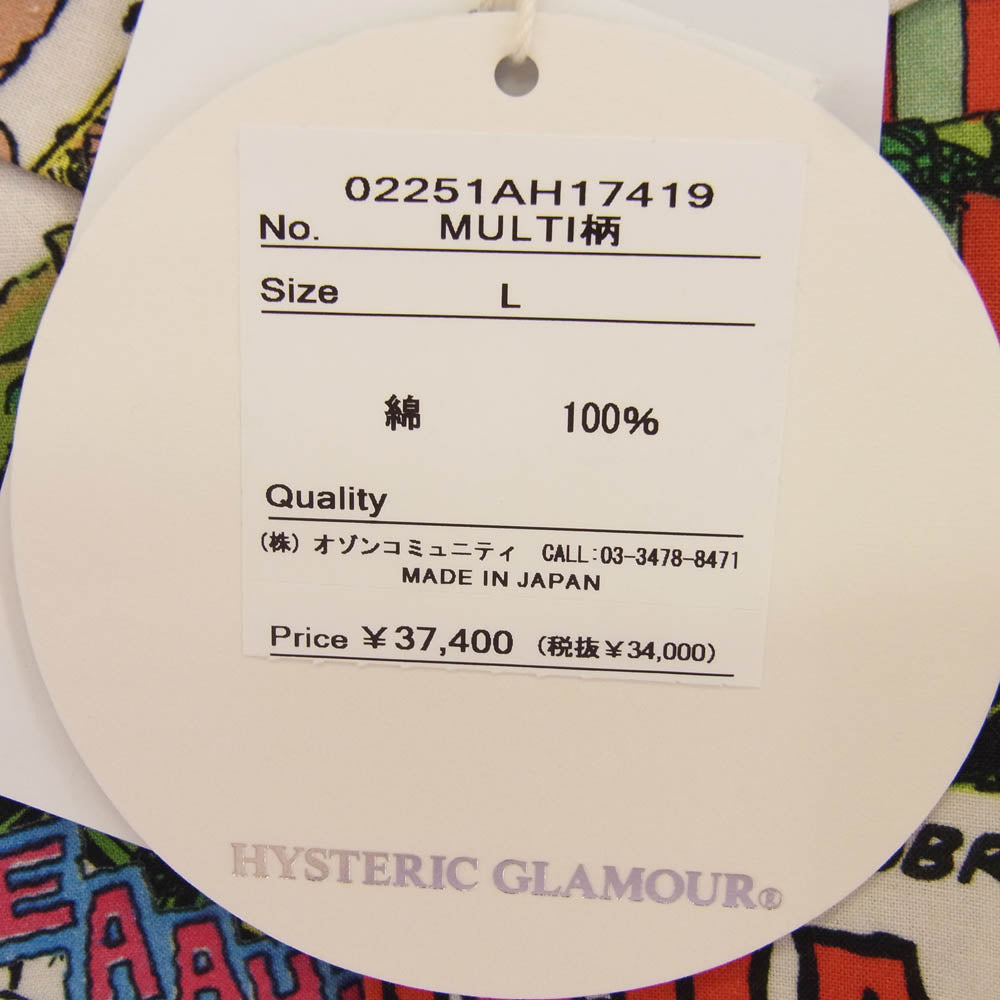 02251AH17419
No. MULTI柄
Size L
綿 100%
Quality
(株) オゾンコミュニティ CALL:03-3478-8471
MADE IN JAPAN
Price ¥37,400 (税抜¥34,000)
HYSTERIC GLAMOUR®